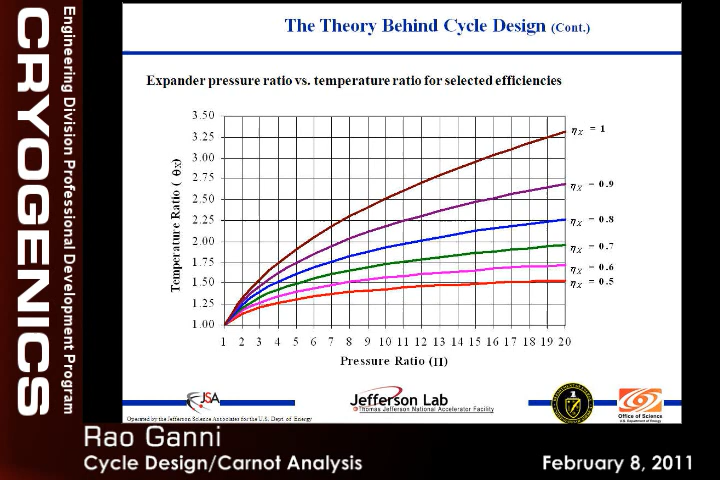 CRYOGENICS
Engineering Division Professional Development Program
The Theory Behind Cycle Design (Cont.)
Expander pressure ratio vs. temperature ratio for selected efficiencies
Temperature Ratio ( θX)
3.50
3.25
3.00
2.75
2.50
2.25
2.00
1.75
1.50
1.25
1.00
ηX = 1
ηX = 0.9
ηX = 0.8
ηX = 0.7
ηX = 0.6
ηX = 0.5
1 2 3 4 5 6 7 8 9 10 11 12 13 14 15 16 17 18 19 20
Pressure Ratio (Π)
JSA
Operated by the Jefferson Science Associates for the U.S. Dept. of Energy
Jefferson Lab
Thomas Jefferson National Accelerator Facility
Office of Science
U.S. Department of Energy
Rao Ganni
Cycle Design/Carnot Analysis
February 8, 2011